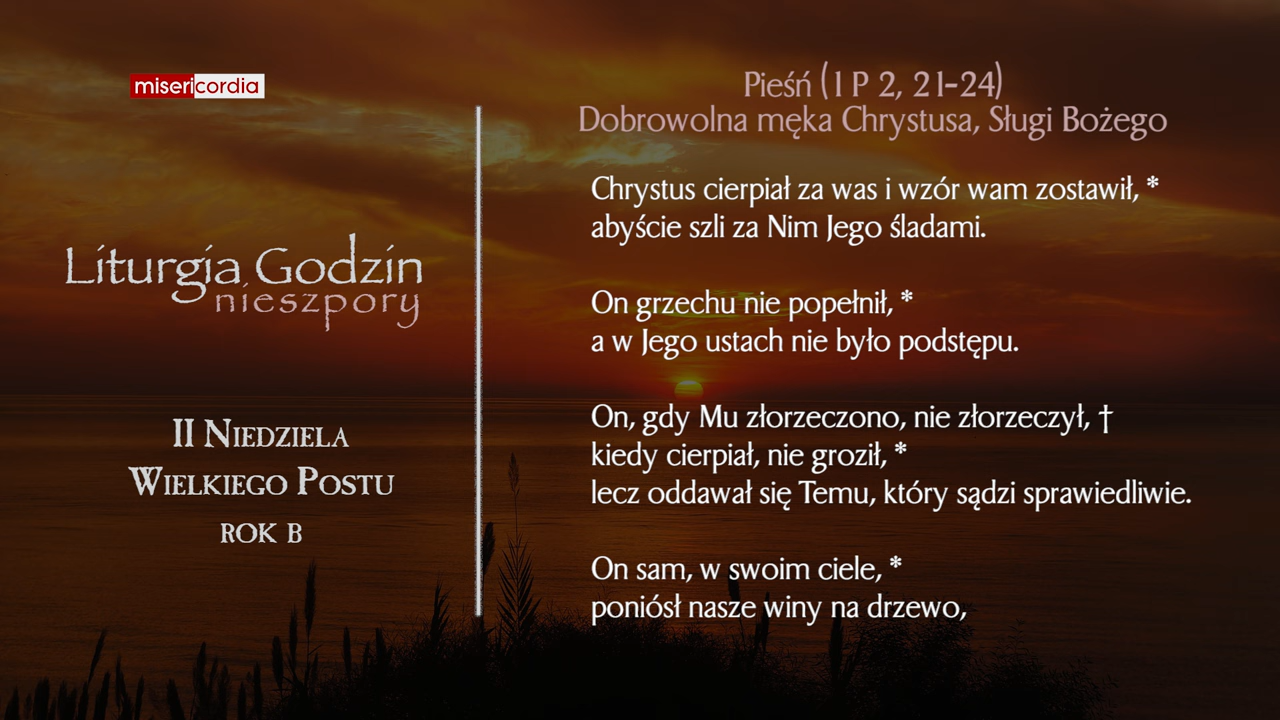 misericordia
Liturgia Godzin
nieszpory
II Niedziela
Wielkiego Postu
rok B
Pieśń (1 P 2, 21-24)
Dobrowolna męka Chrystusa, Sługi Bożego
Chrystus cierpiał za was i wzór wam zostawił, *
abyście szli za Nim Jego śladami.
On grzechu nie popełnił, *
a w Jego ustach nie było podstępu.
On, gdy Mu złorzeczono, nie złorzeczył, †
kiedy cierpiał, nie groził, *
lecz oddawał się Temu, który sądzi sprawiedliwie.
On sam, w swoim ciele, *
poniósł nasze winy na drzewo,